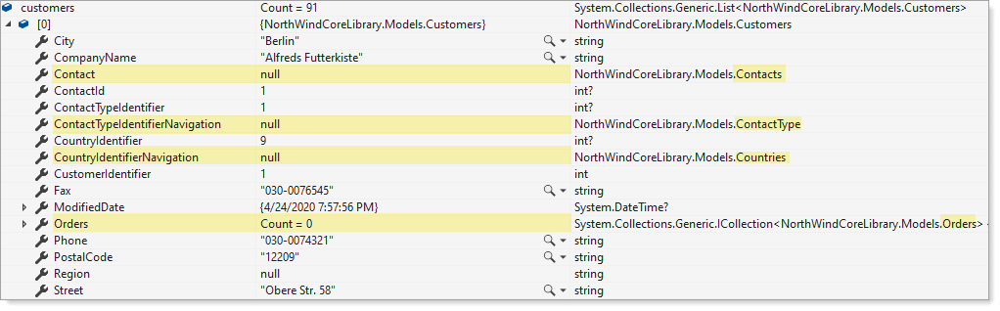 customers Count = 91 System.Collections.Generic.List<NorthWindCoreLibrary.Models.Customers>
[0] {NorthWindCoreLibrary.Models.Customers} NorthWindCoreLibrary.Models.Customers
City "Berlin" string
CompanyName "Alfreds Futterkiste" string
Contact null NorthWindCoreLibrary.Models.Contacts
ContactId 1 int?
ContactTypeIdentifier 1 int?
ContactTypeIdentifierNavigation null NorthWindCoreLibrary.Models.ContactType
CountryIdentifier 9 int?
CountryIdentifierNavigation null NorthWindCoreLibrary.Models.Countries
CustomerIdentifier 1 int
Fax "030-0076545" string
ModifiedDate {4/24/2020 7:57:56 PM} System.DateTime?
Orders Count = 0 System.Collections.Generic.ICollection<NorthWindCoreLibrary.Models.Orders>
Phone "030-0074321" string
PostalCode "12209" string
Region null string
Street "Obere Str. 58" string